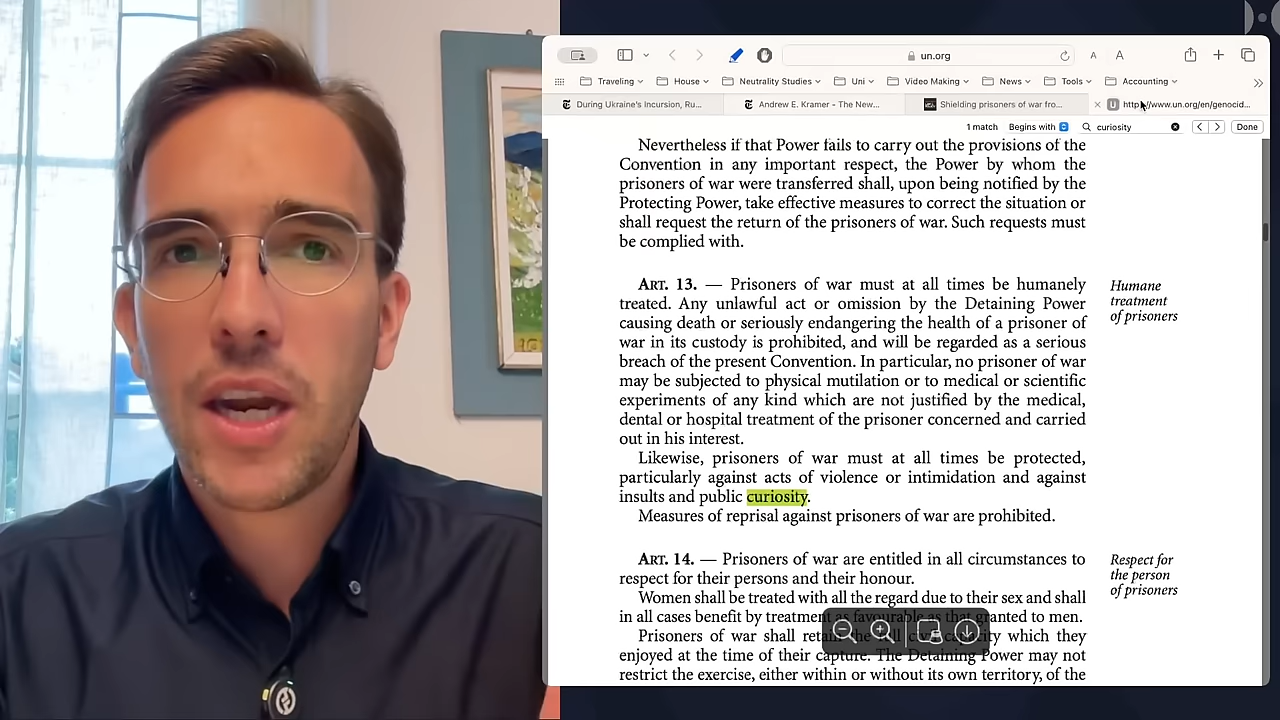 un.org
A A
Traveling House Neutrality Studies Uni Video Making News Tools Accounting
During Ukraine's Incursion, Ru... Andrew E. Kramer - The New... Shielding prisoners of war fro... U http://www.un.org/en/genocid...
1 match Begins with curiosity Done
Nevertheless if that Power fails to carry out the provisions of the
Convention in any important respect, the Power by whom the
prisoners of war were transferred shall, upon being notified by the
Protecting Power, take effective measures to correct the situation or
shall request the return of the prisoners of war. Such requests must
be complied with.
ART. 13. — Prisoners of war must at all times be humanely
treated. Any unlawful act or omission by the Detaining Power
causing death or seriously endangering the health of a prisoner of
war in its custody is prohibited, and will be regarded as a serious
breach of the present Convention. In particular, no prisoner of war
may be subjected to physical mutilation or to medical or scientific
experiments of any kind which are not justified by the medical,
dental or hospital treatment of the prisoner concerned and carried
out in his interest.
Humane
treatment
of prisoners
Likewise, prisoners of war must at all times be protected,
particularly against acts of violence or intimidation and against
insults and public curiosity.
Measures of reprisal against prisoners of war are prohibited.
ART. 14. — Prisoners of war are entitled in all circumstances to
respect for their persons and their honour.
Respect for
the person
of prisoners
Women shall be treated with all the regard due to their sex and shall
in all cases benefit by treatment as favourable as that granted to men.
Prisoners of war shall retain the full civil capacity which they
enjoyed at the time of their capture. The Detaining Power may not
restrict the exercise, either within or without its own territory, of the